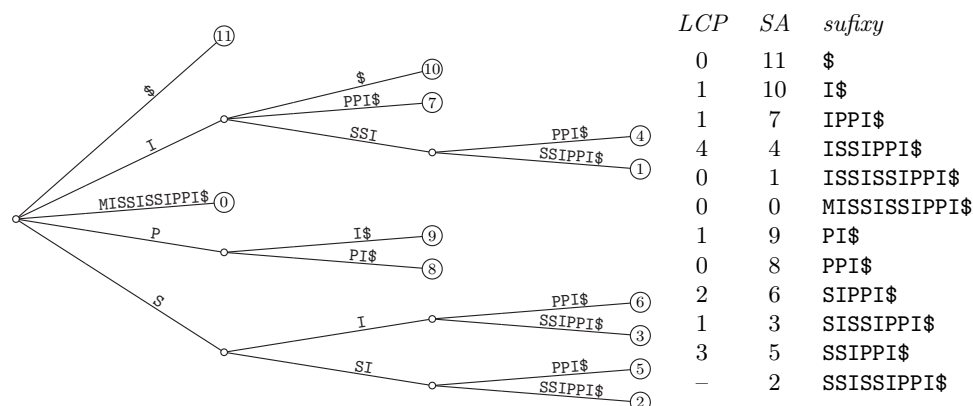 LCP SA sufixy
0 11 $
1 10 I$
1 7 IPPI$
4 4 ISSIPPI$
0 1 ISSISSIPPI$
0 0 MISSISSIPPI$
1 9 PI$
0 8 PPI$
2 6 SIPPI$
1 3 SISSIPPI$
3 5 SSIPPI$
– 2 SSISSIPPI$
11
$
$
10
PPI$
7
I
SSI
PPI$
4
SSIPPI$
1
MISSISSIPPI$
0
P
I$
9
PI$
8
S
I
PPI$
6
SSIPPI$
3
SI
PPI$
5
SSIPPI$
2